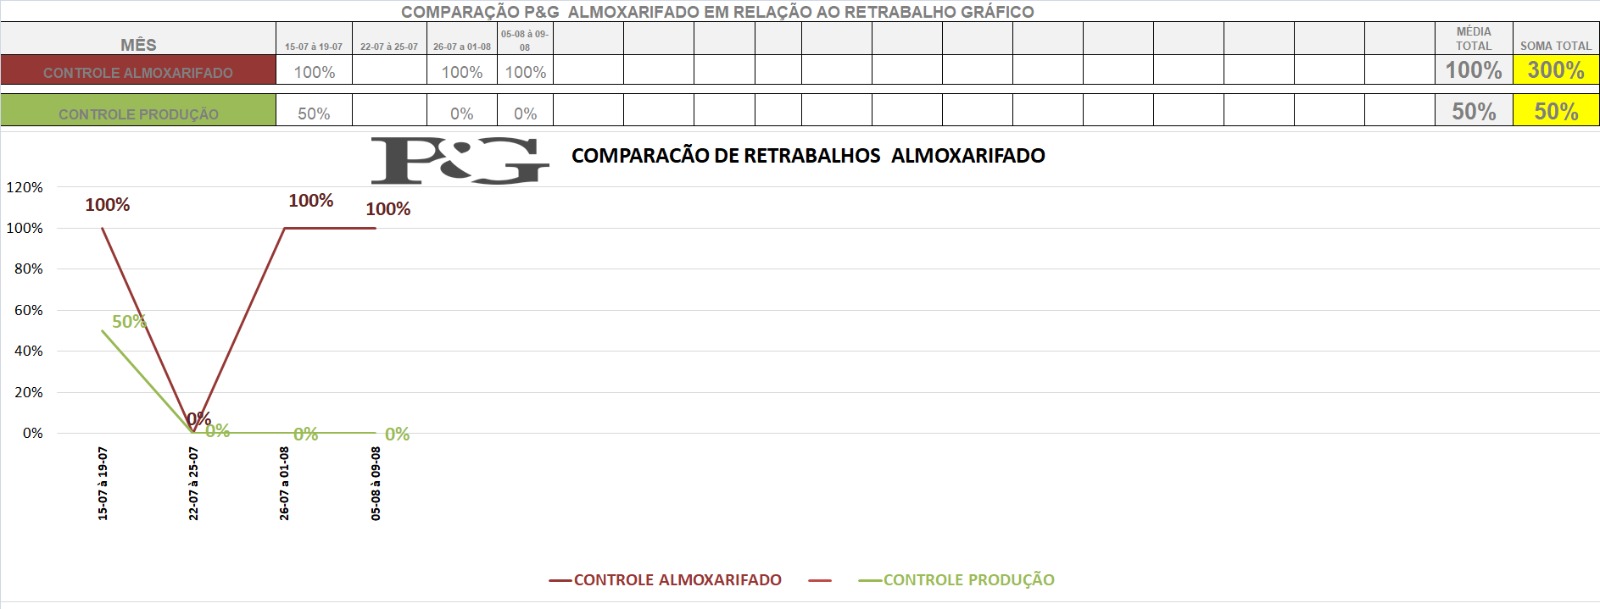 COMPARAÇÃO P&G ALMOXARIFADO EM RELAÇÃO AO RETRABALHO GRÁFICO
MÊS 15-07 à 19-07 22-07 à 25-07 26-07 a 01-08 05-08 à 09-08 MÉDIA TOTAL SOMA TOTAL
CONTROLE ALMOXARIFADO 100% 100% 100% 100% 300%
CONTROLE PRODUÇÃO 50% 0% 0% 50% 50%
P&G COMPARACÃO DE RETRABALHOS ALMOXARIFADO
120%
100%
80%
60%
40%
20%
0%
100%
100%
100%
50%
0%
0%
0%
0%
15-07 à 19-07
22-07 à 25-07
26-07 a 01-08
05-08 à 09-08
CONTROLE ALMOXARIFADO
CONTROLE PRODUÇÃO